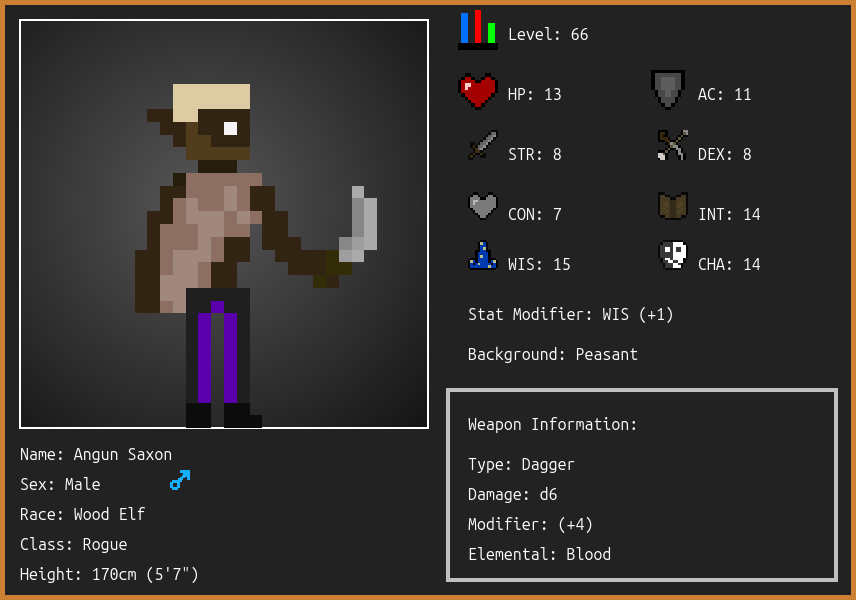 Level: 66
HP: 13
AC: 11
STR: 8
DEX: 8
CON: 7
INT: 14
WIS: 15
CHA: 14
Stat Modifier: WIS (+1)
Background: Peasant
Weapon Information:
Type: Dagger
Damage: d6
Modifier: (+4)
Elemental: Blood
Name: Angun Saxon
Sex: Male
Race: Wood Elf
Class: Rogue
Height: 170cm (5'7")